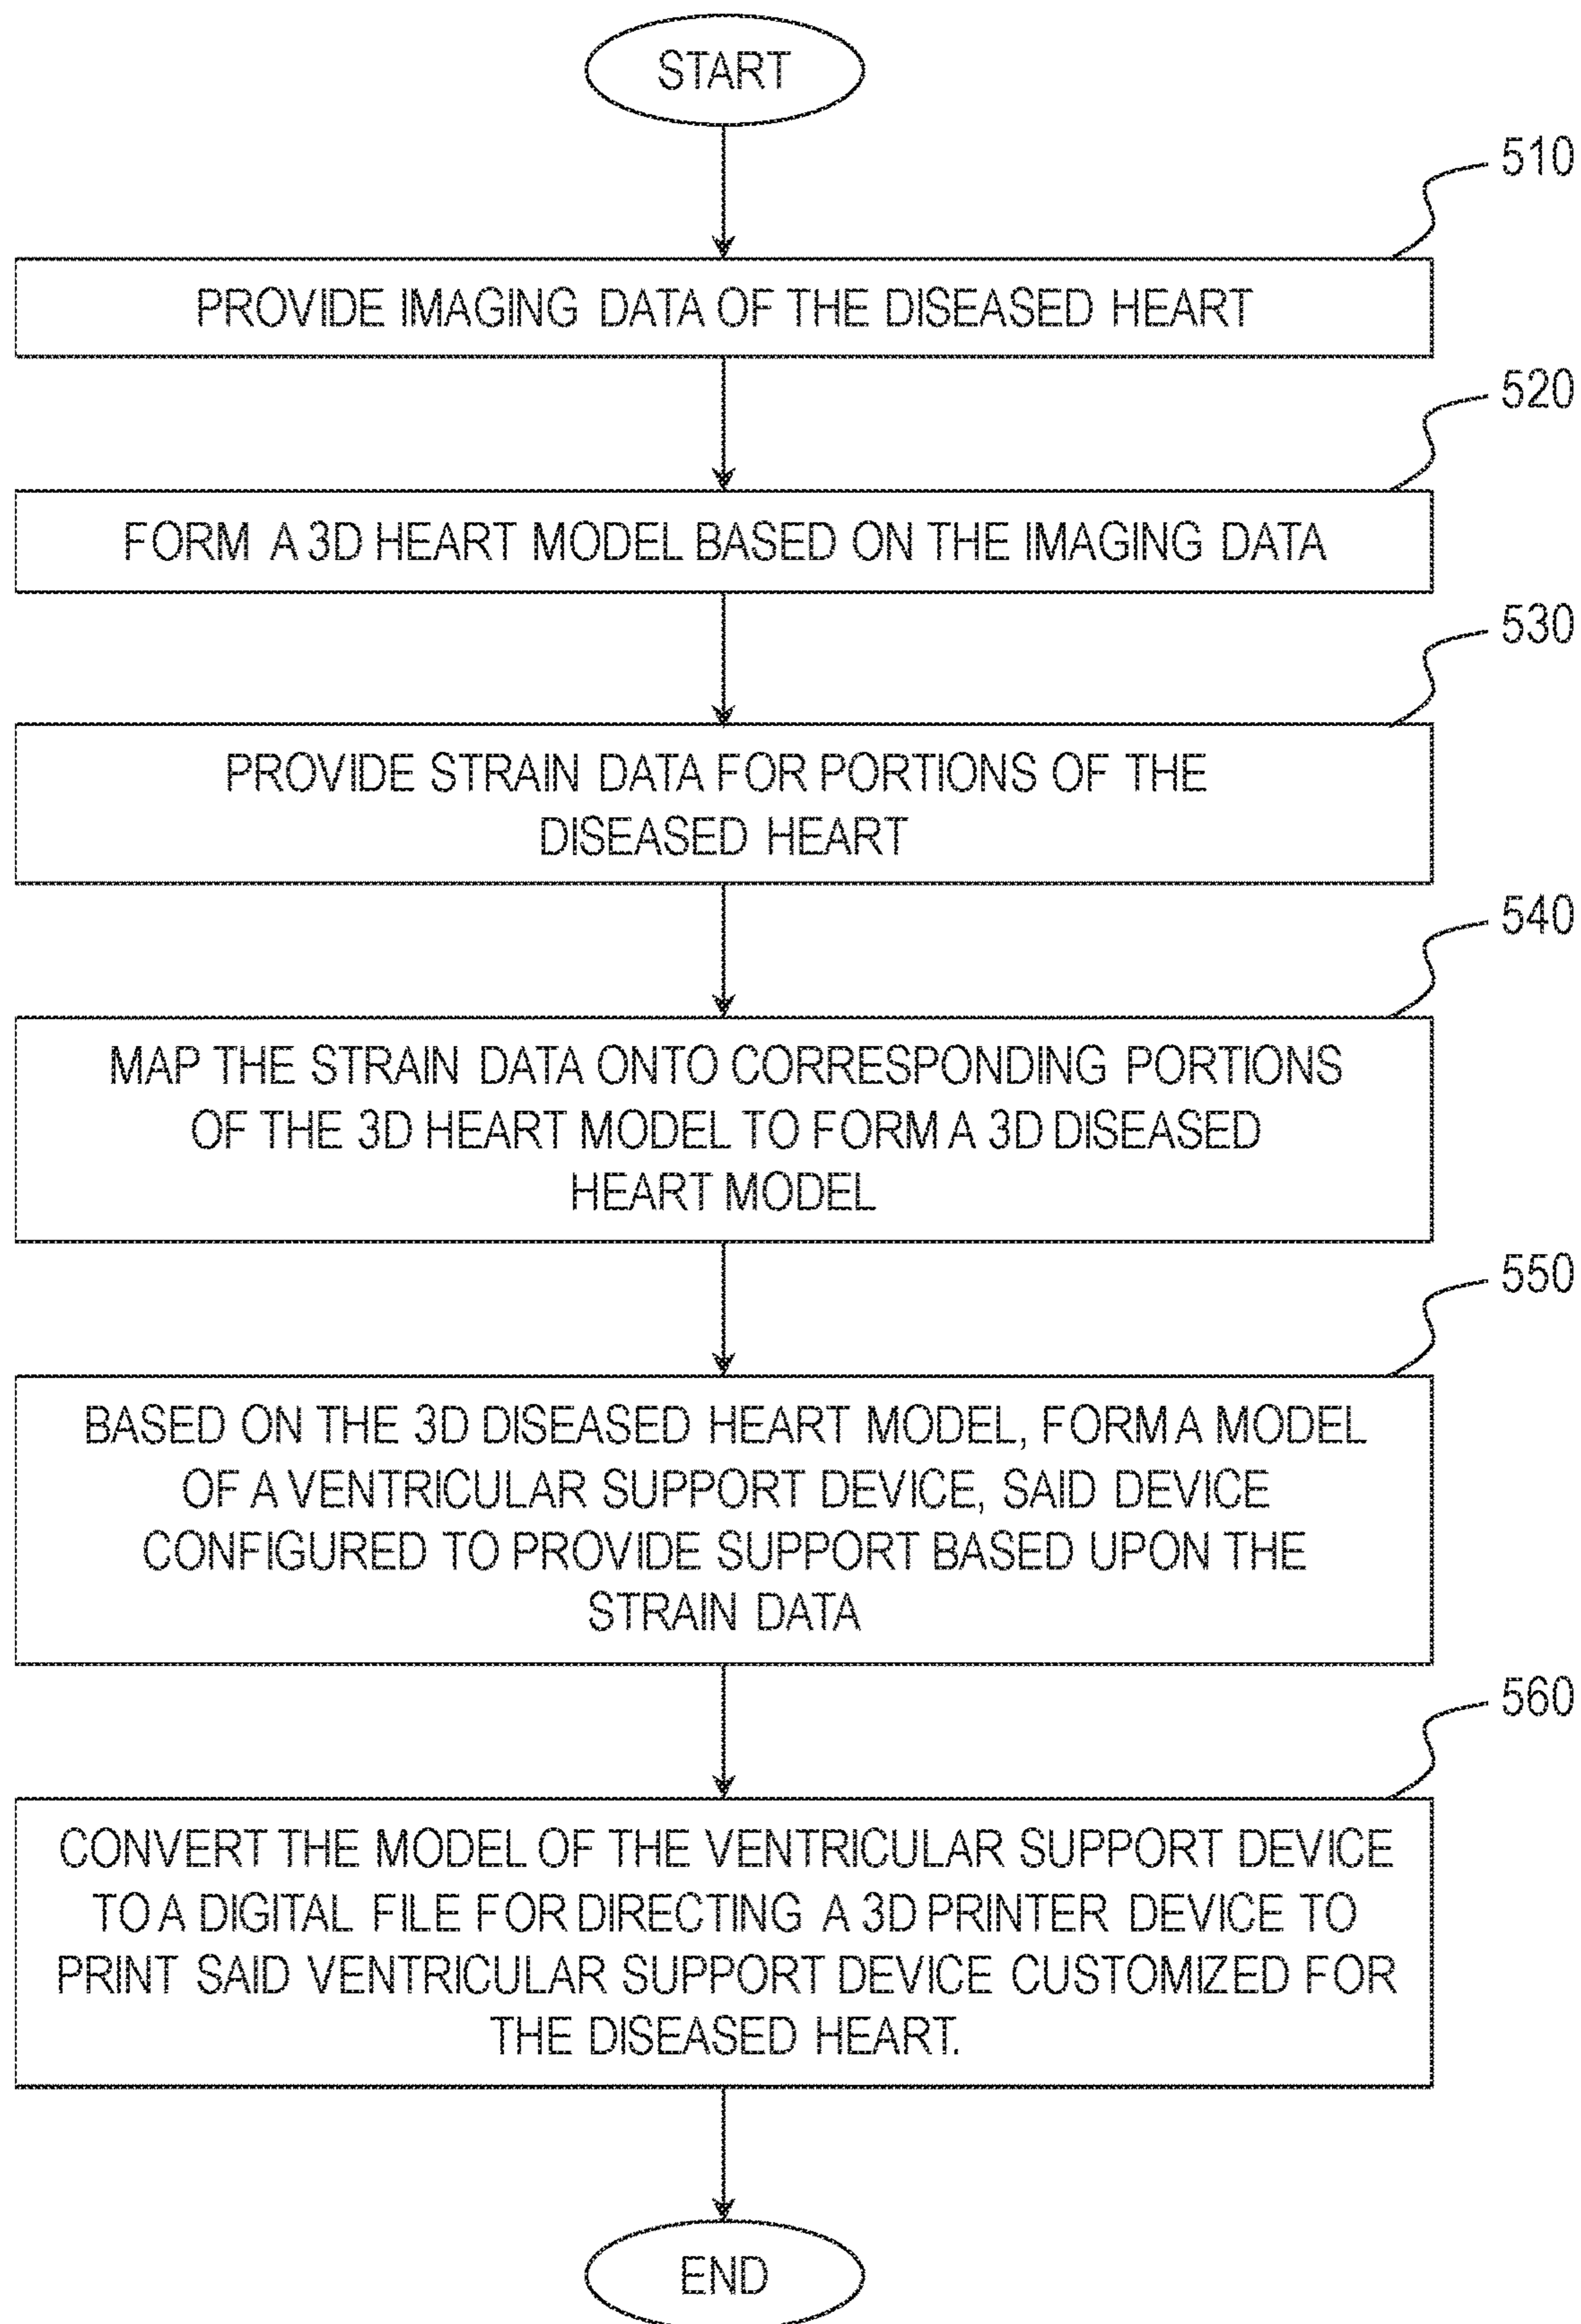 START
510
PROVIDE IMAGING DATA OF THE DISEASED HEART
520
FORM A 3D HEART MODEL BASED ON THE IMAGING DATA
530
PROVIDE STRAIN DATA FOR PORTIONS OF THE
DISEASED HEART
540
MAP THE STRAIN DATA ONTO CORRESPONDING PORTIONS
OF THE 3D HEART MODEL TO FORM A 3D DISEASED
HEART MODEL
550
BASED ON THE 3D DISEASED HEART MODEL, FORM A MODEL
OF A VENTRICULAR SUPPORT DEVICE, SAID DEVICE
CONFIGURED TO PROVIDE SUPPORT BASED UPON THE
STRAIN DATA
560
CONVERT THE MODEL OF THE VENTRICULAR SUPPORT DEVICE
TO A DIGITAL FILE FOR DIRECTING A 3D PRINTER DEVICE TO
PRINT SAID VENTRICULAR SUPPORT DEVICE CUSTOMIZED FOR
THE DISEASED HEART.
END